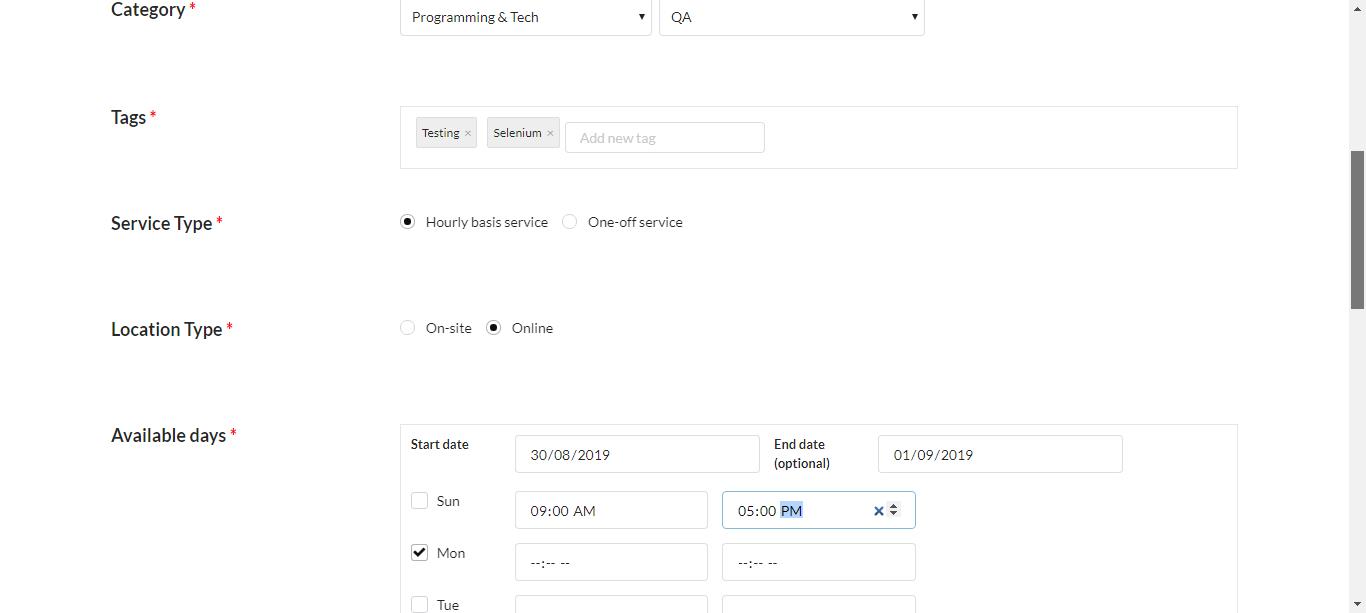 Category *
Programming & Tech
QA
Tags *
Testing ×
Selenium ×
Add new tag
Service Type *
Hourly basis service
One-off service
Location Type *
On-site
Online
Available days *
Start date
30/08/2019
End date
(optional)
01/09/2019
Sun
09:00 AM
05:00 PM
Mon
--:-- --
--:-- --
Tue